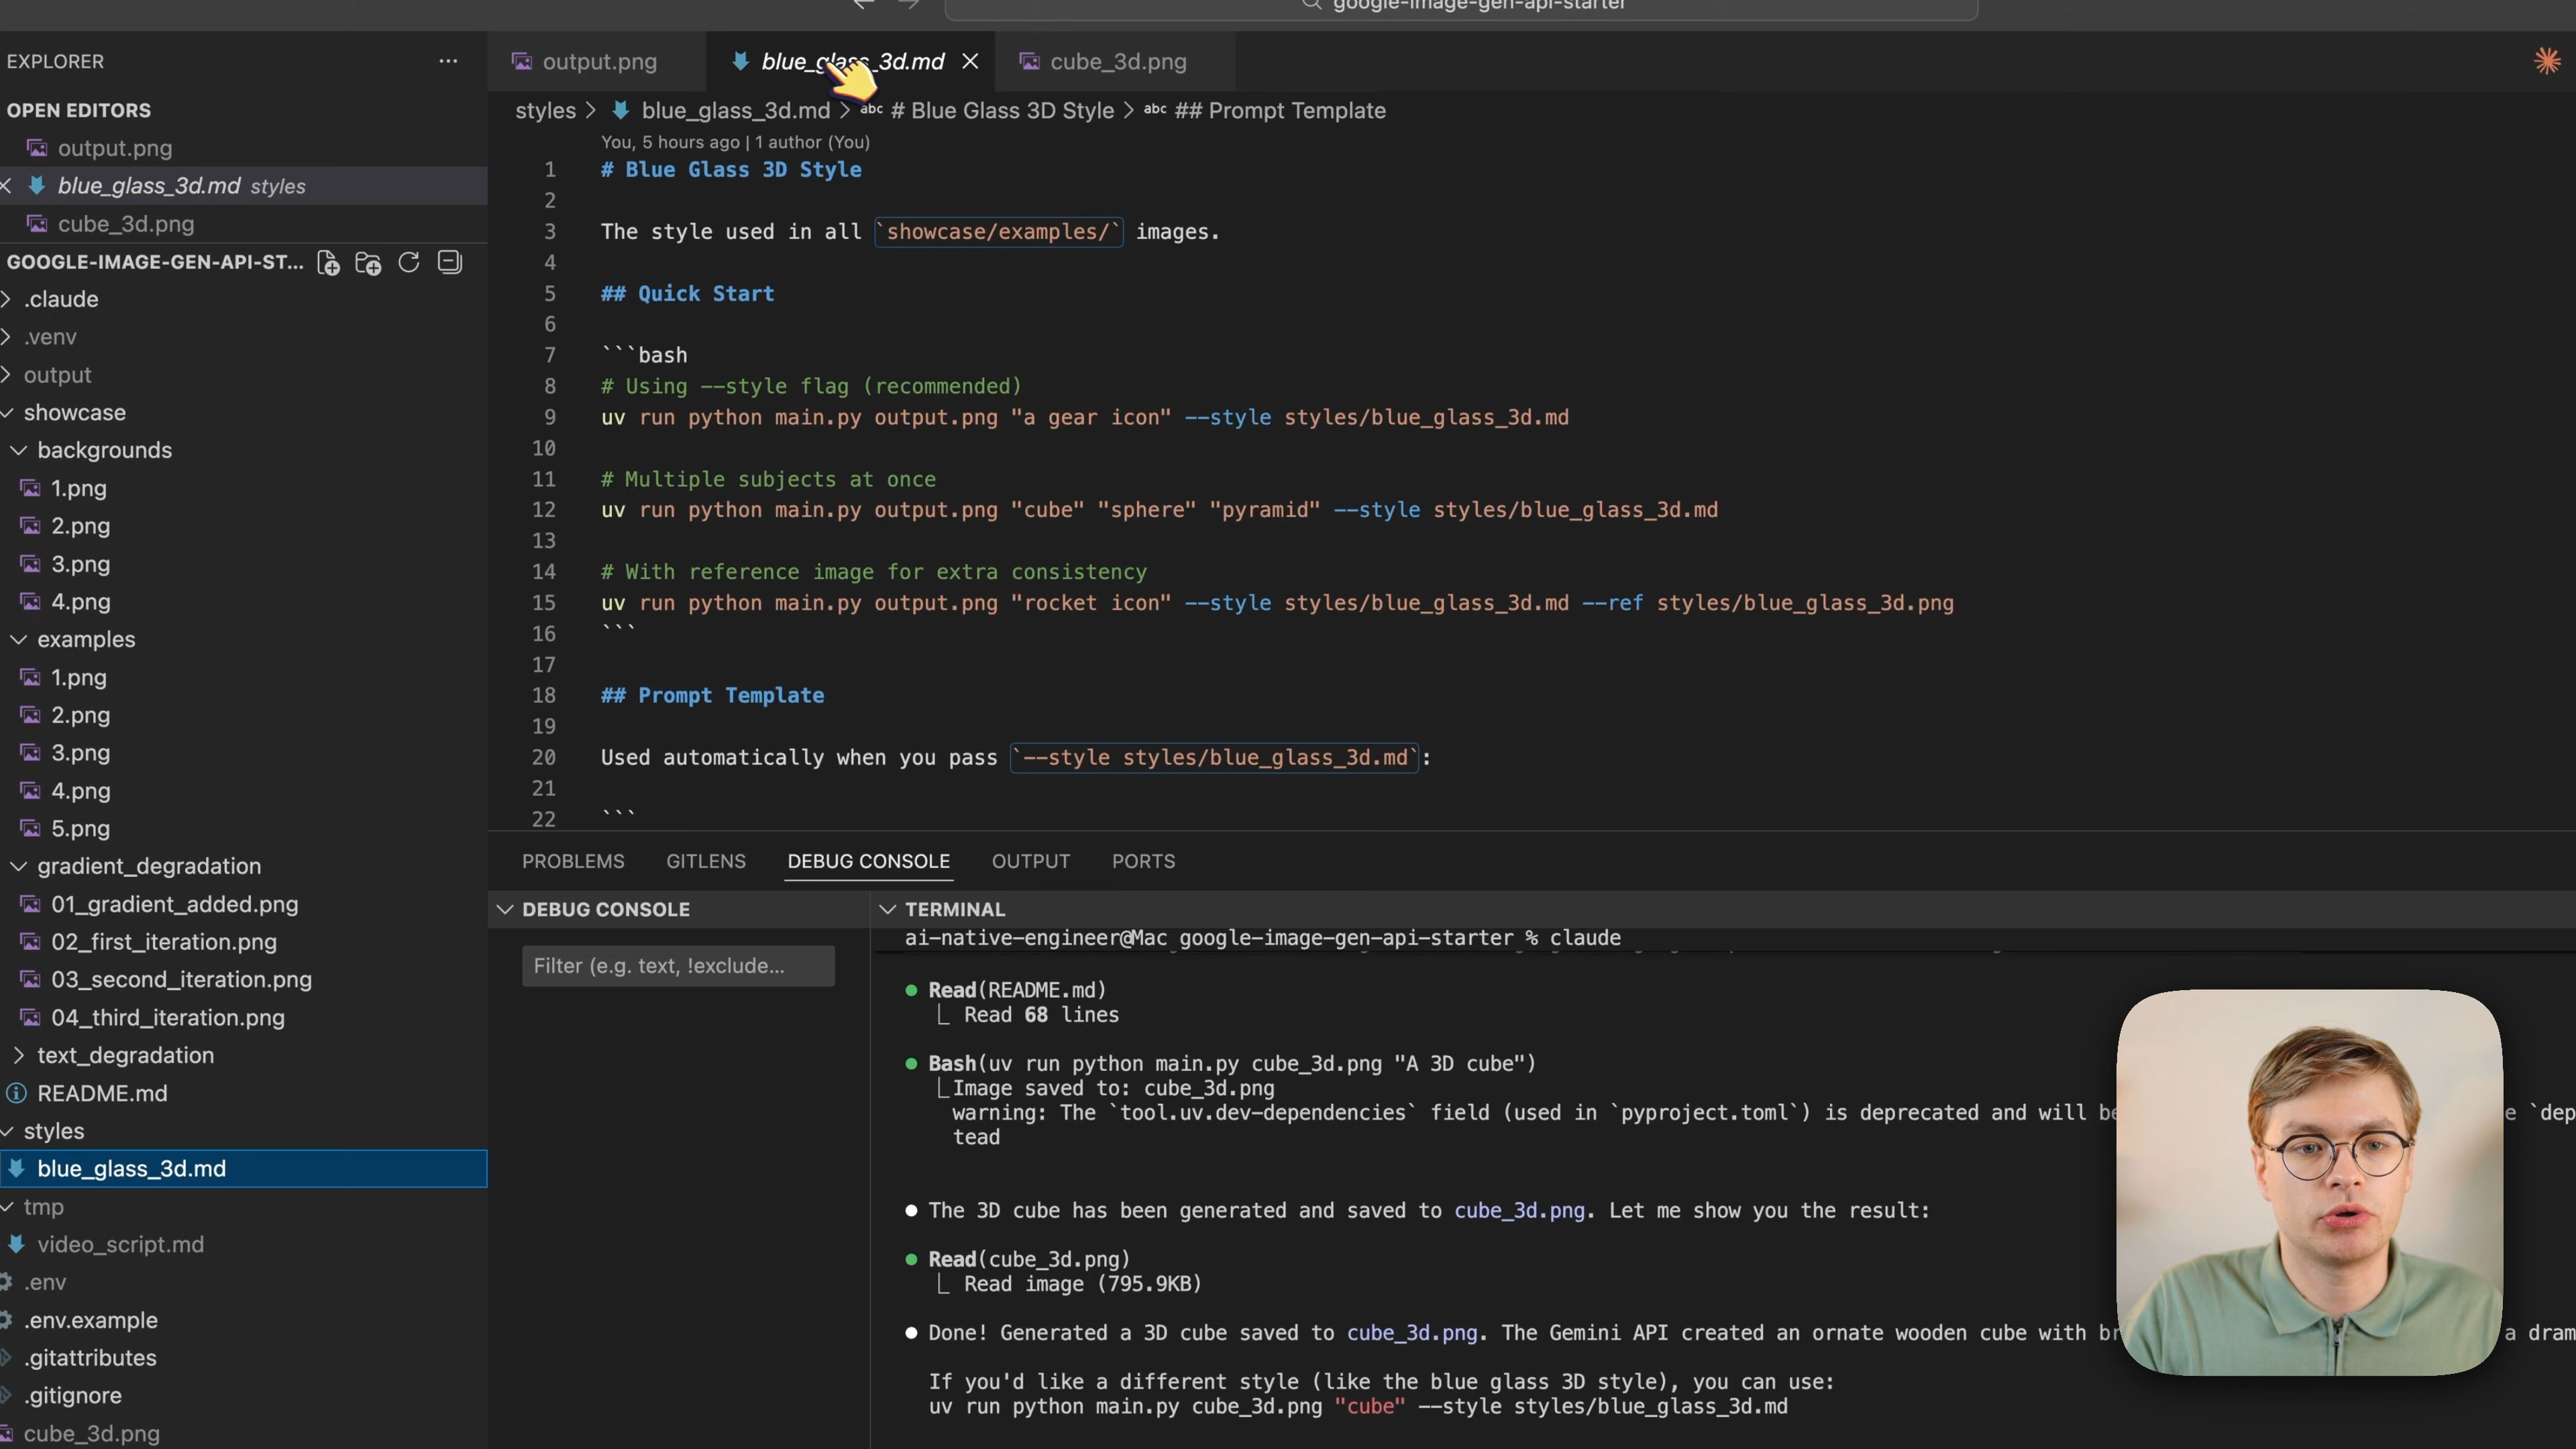 google-image-gen-api-starter
EXPLORER
output.png
blue_glass_3d.md
cube_3d.png
OPEN EDITORS
output.png
blue_glass_3d.md styles
cube_3d.png
GOOGLE-IMAGE-GEN-API-ST...
.claude
.venv
output
showcase
backgrounds
1.png
2.png
3.png
4.png
examples
1.png
2.png
3.png
4.png
5.png
gradient_degradation
01_gradient_added.png
02_first_iteration.png
03_second_iteration.png
04_third_iteration.png
text_degradation
README.md
styles
blue_glass_3d.md
tmp
video_script.md
.env
.env.example
.gitattributes
.gitignore
cube_3d.png
styles > blue_glass_3d.md > abc # Blue Glass 3D Style > abc ## Prompt Template
You, 5 hours ago | 1 author (You)
1 # Blue Glass 3D Style
2
3 The style used in all `showcase/examples/` images.
4
5 ## Quick Start
6
7 ```bash
8 # Using --style flag (recommended)
9 uv run python main.py output.png "a gear icon" --style styles/blue_glass_3d.md
10
11 # Multiple subjects at once
12 uv run python main.py output.png "cube" "sphere" "pyramid" --style styles/blue_glass_3d.md
13
14 # With reference image for extra consistency
15 uv run python main.py output.png "rocket icon" --style styles/blue_glass_3d.md --ref styles/blue_glass_3d.png
16 ```
17
18 ## Prompt Template
19
20 Used automatically when you pass `--style styles/blue_glass_3d.md`:
21
22 ```
PROBLEMS GITLENS DEBUG CONSOLE OUTPUT PORTS
DEBUG CONSOLE
Filter (e.g. text, !exclude...
TERMINAL
ai-native-engineer@Mac google-image-gen-api-starter % claude
Read(README.md)
Read 68 lines
Bash(uv run python main.py cube_3d.png "A 3D cube")
Image saved to: cube_3d.png
warning: The `tool.uv.dev-dependencies` field (used in `pyproject.toml`) is deprecated and will be
`dep
tead
The 3D cube has been generated and saved to cube_3d.png. Let me show you the result:
Read(cube_3d.png)
Read image (795.9KB)
Done! Generated a 3D cube saved to cube_3d.png. The Gemini API created an ornate wooden cube with br
a dram
If you'd like a different style (like the blue glass 3D style), you can use:
uv run python main.py cube_3d.png "cube" --style styles/blue_glass_3d.md